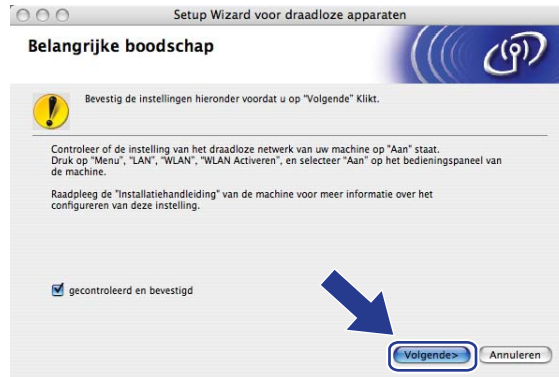 Setup Wizard voor draadloze apparaten
Belangrijke boodschap
Bevestig de instellingen hieronder voordat u op "Volgende" Klikt.
Controleer of de instelling van het draadloze netwerk van uw machine op "Aan" staat.
Druk op "Menu", "LAN", "WLAN", "WLAN Activeren", en selecteer "Aan" op het bedieningspaneel van
de machine.
Raadpleeg de "Installatiehandleiding" van de machine voor meer informatie over het
configureren van deze instelling.
gecontroleerd en bevestigd
Volgende> Annuleren